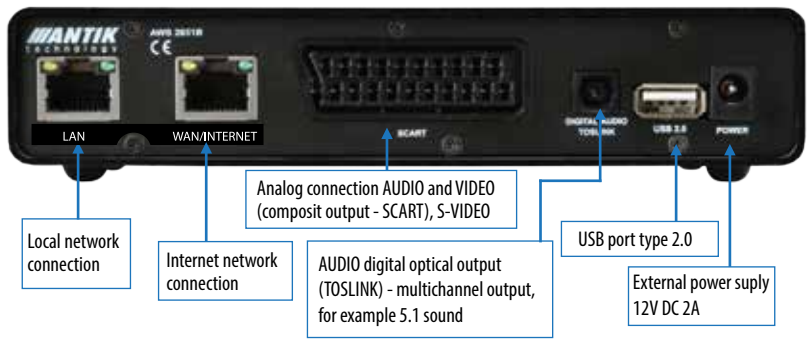 ANTIK
technology
AWS 2651R
CE
LAN
WAN/INTERNET
SCART
DIGITAL AUDIO
TOSLINK
USB 2.0
POWER
Analog connection AUDIO and VIDEO
(composit output - SCART), S-VIDEO
Local network
connection
Internet network
connection
AUDIO digital optical output
(TOSLINK) - multichannel output,
for example 5.1 sound
USB port type 2.0
External power suply
12V DC 2A